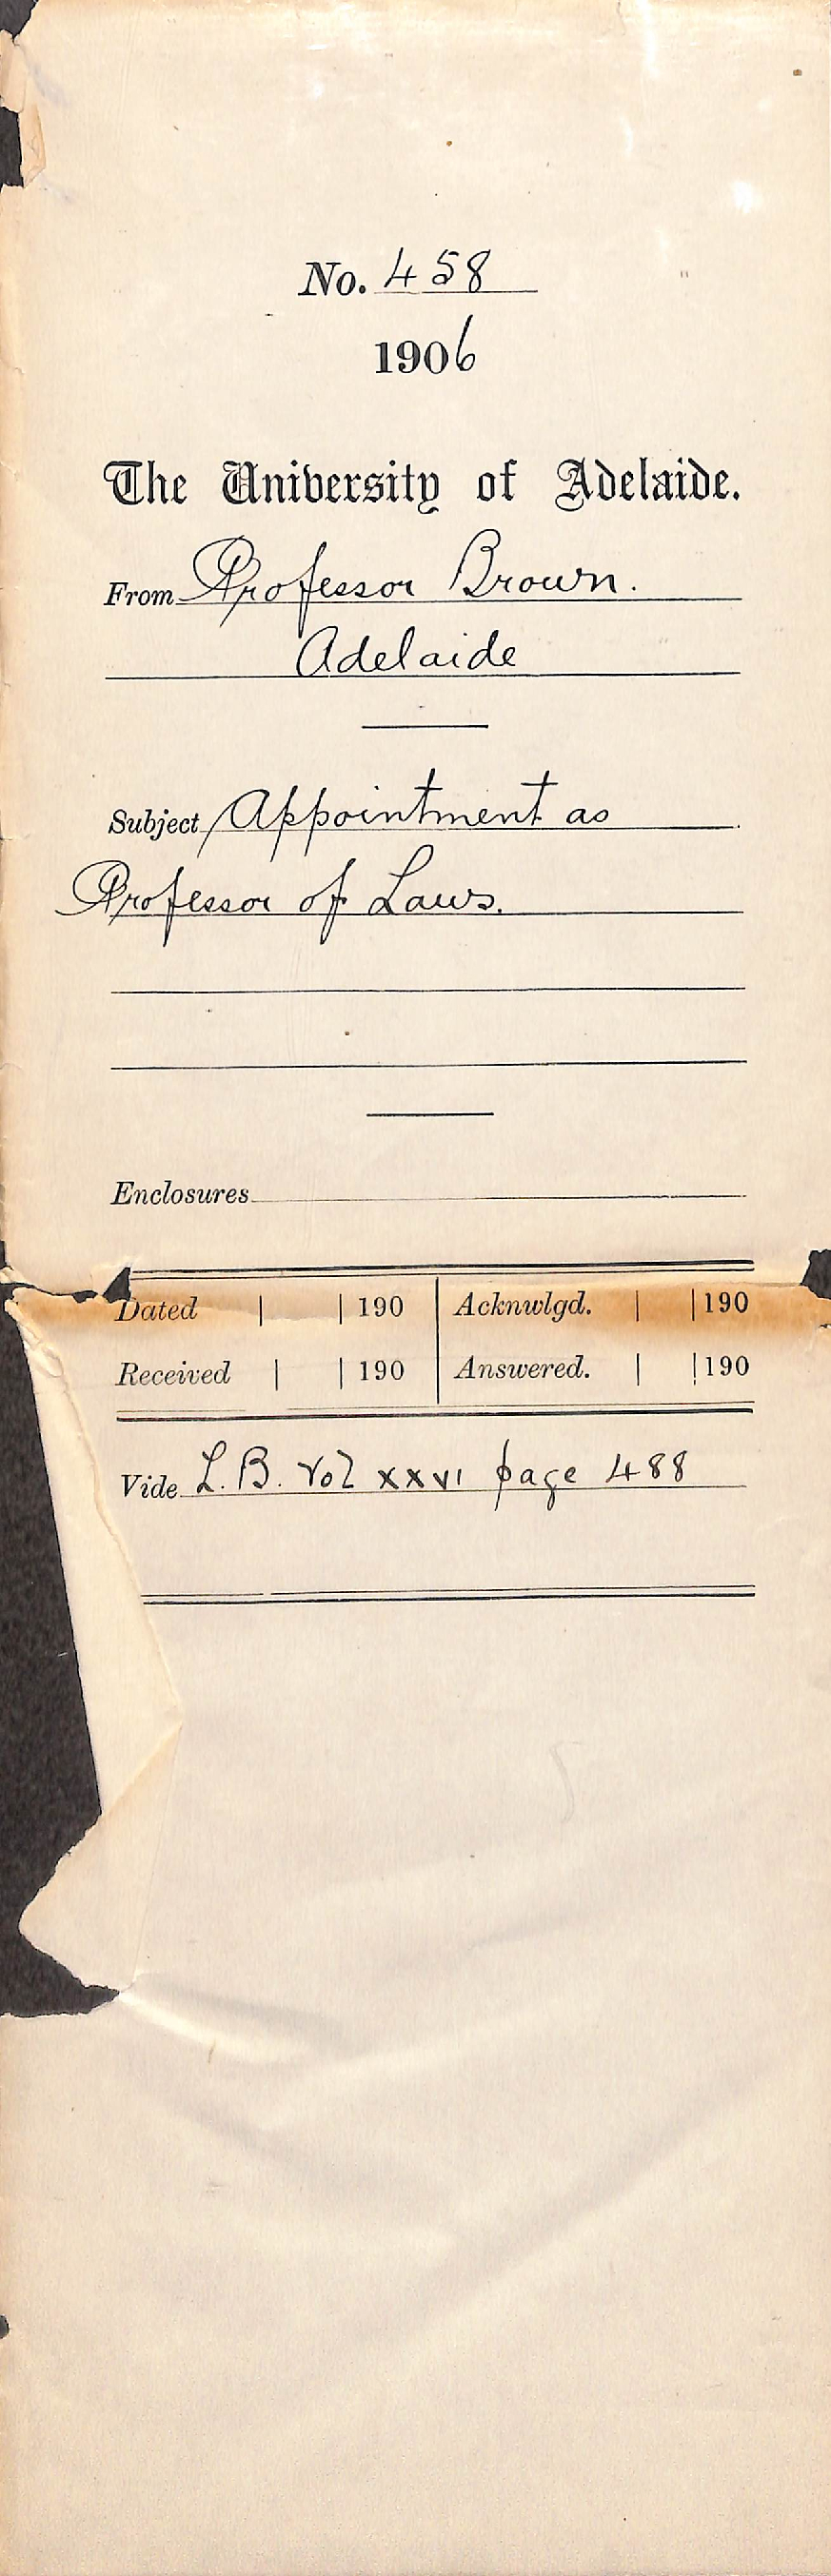 No. 458
1906
The University of Adelaide.
From Professor Brown.
Adelaide
Subject Appointment as
Professor of Laws.
Enclosures
Dated | | 190 | Acknwlgd. | | 190
Received | | 190 | Answered. | | 190
Vide L.B. Vol xxvi page 488